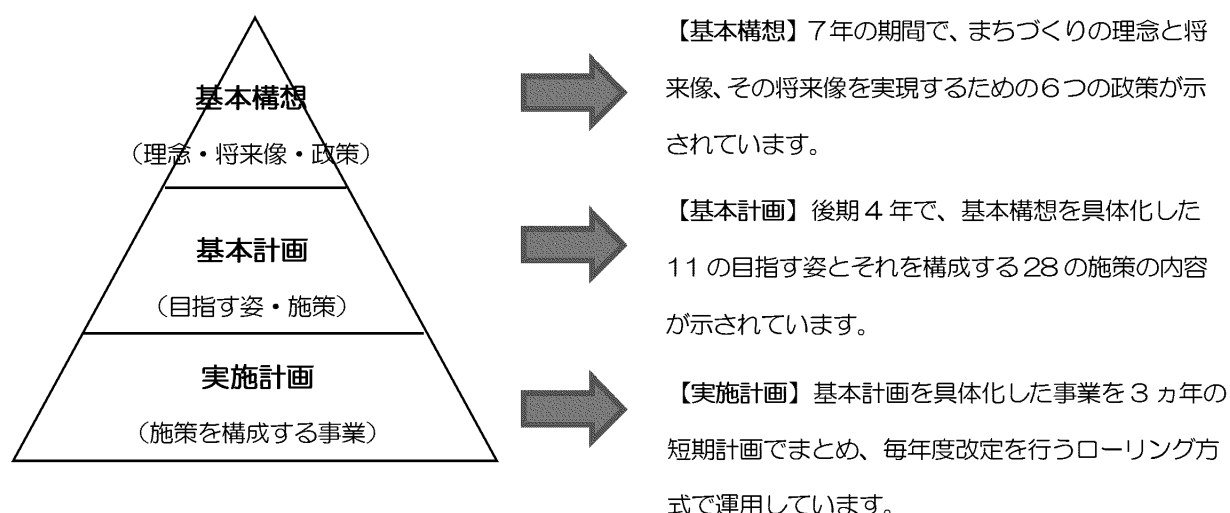 基本構想
（理念・将来像・政策）
基本計画
（目指す姿・施策）
実施計画
（施策を構成する事業）
【基本構想】７年の期間で、まちづくりの理念と将
来像、その将来像を実現するための６つの政策が示
されています。
【基本計画】後期４年で、基本構想を具体化した
11 の目指す姿とそれを構成する 28 の施策の内容
が示されています。
【実施計画】基本計画を具体化した事業を３ヵ年の
短期計画でまとめ、毎年度改定を行うローリング方
式で運用しています。